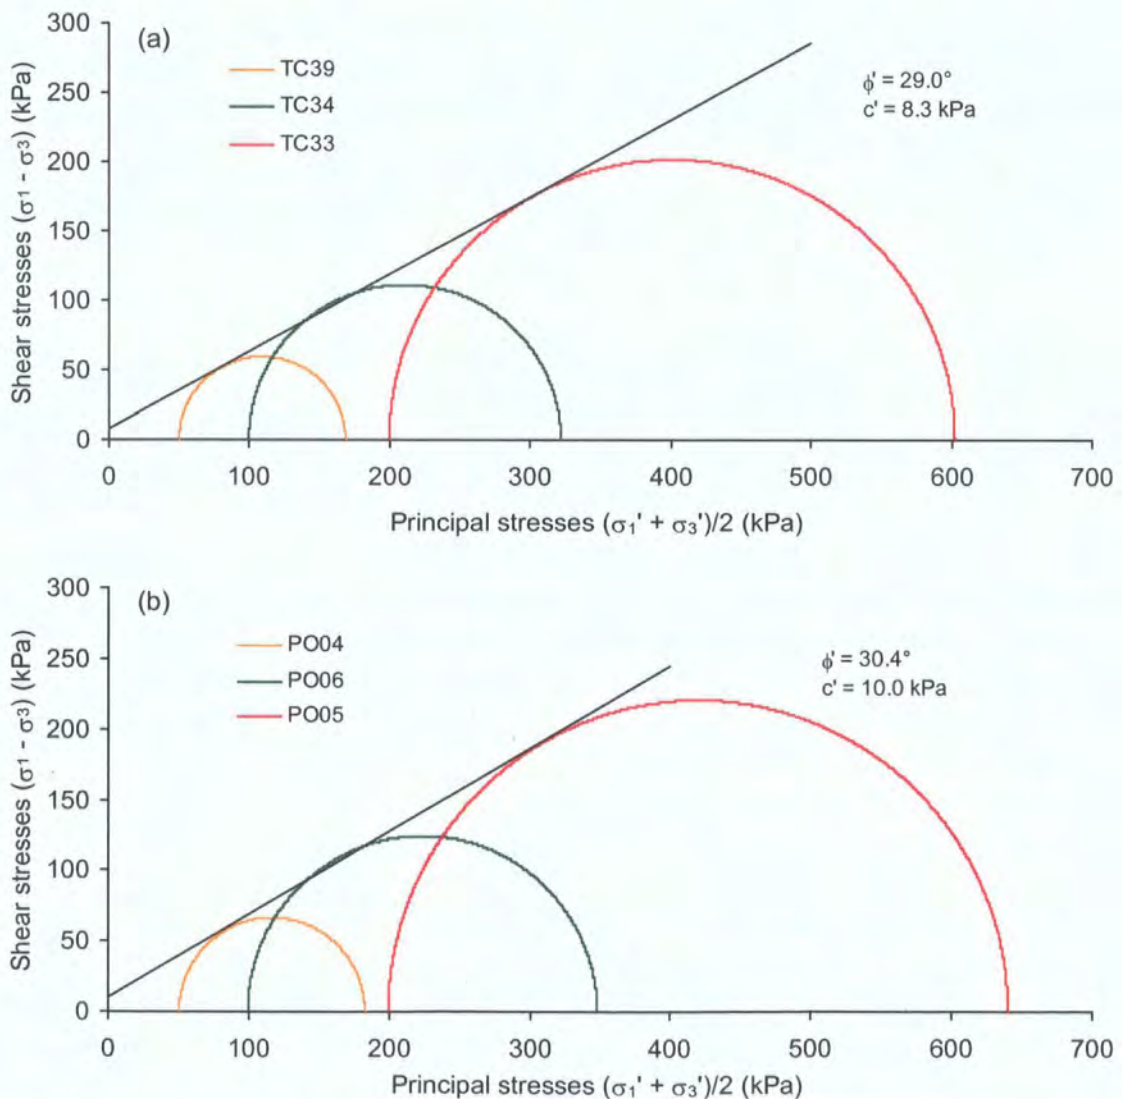 (a)
TC39
TC34
TC33
ϕ' = 29.0°
c' = 8.3 kPa
Shear stresses (σ1 - σ3) (kPa)
300
250
200
150
100
50
0
0 100 200 300 400 500 600 700
Principal stresses (σ1' + σ3')/2 (kPa)
(b)
PO04
PO06
PO05
ϕ' = 30.4°
c' = 10.0 kPa
Shear stresses (σ1 - σ3) (kPa)
300
250
200
150
100
50
0
0 100 200 300 400 500 600 700
Principal stresses (σ1' + σ3')/2 (kPa)